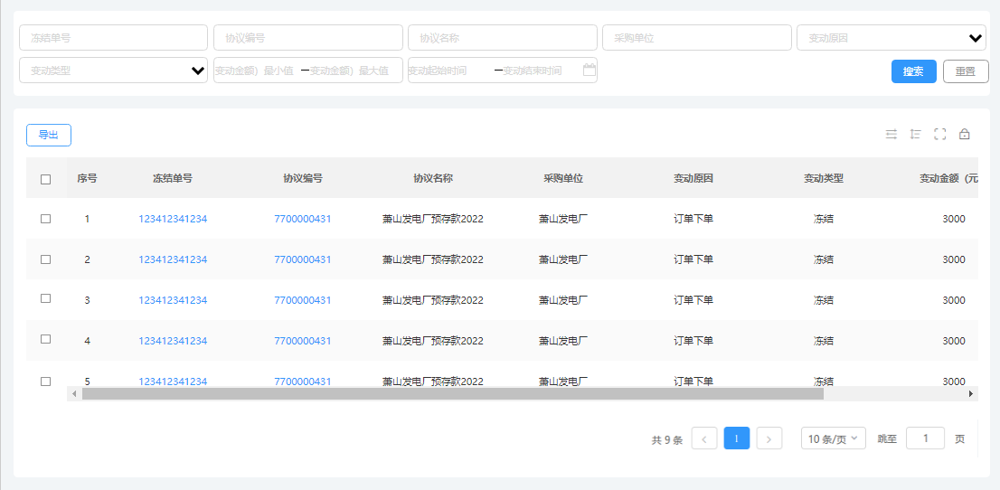 冻结单号 协议编号 协议名称 采购单位 变动原因
变动类型 变动金额）是小值 —变动金额）是大值 变动起始时间 —变动结束时间 搜索 重置
导出
序号 冻结单号 协议编号 协议名称 采购单位 变动原因 变动类型 变动金额（元
1 123412341234 7700000431 萧山发电厂预存款2022 萧山发电厂 订单下单 冻结 3000
2 123412341234 7700000431 萧山发电厂预存款2022 萧山发电厂 订单下单 冻结 3000
3 123412341234 7700000431 萧山发电厂预存款2022 萧山发电厂 订单下单 冻结 3000
4 123412341234 7700000431 萧山发电厂预存款2022 萧山发电厂 订单下单 冻结 3000
5 123412341234 7700000431 萧山发电厂预存款2022 萧山发电厂 订单下单 冻结 3000
共 9 条 1 10 条/页 跳至 1 页